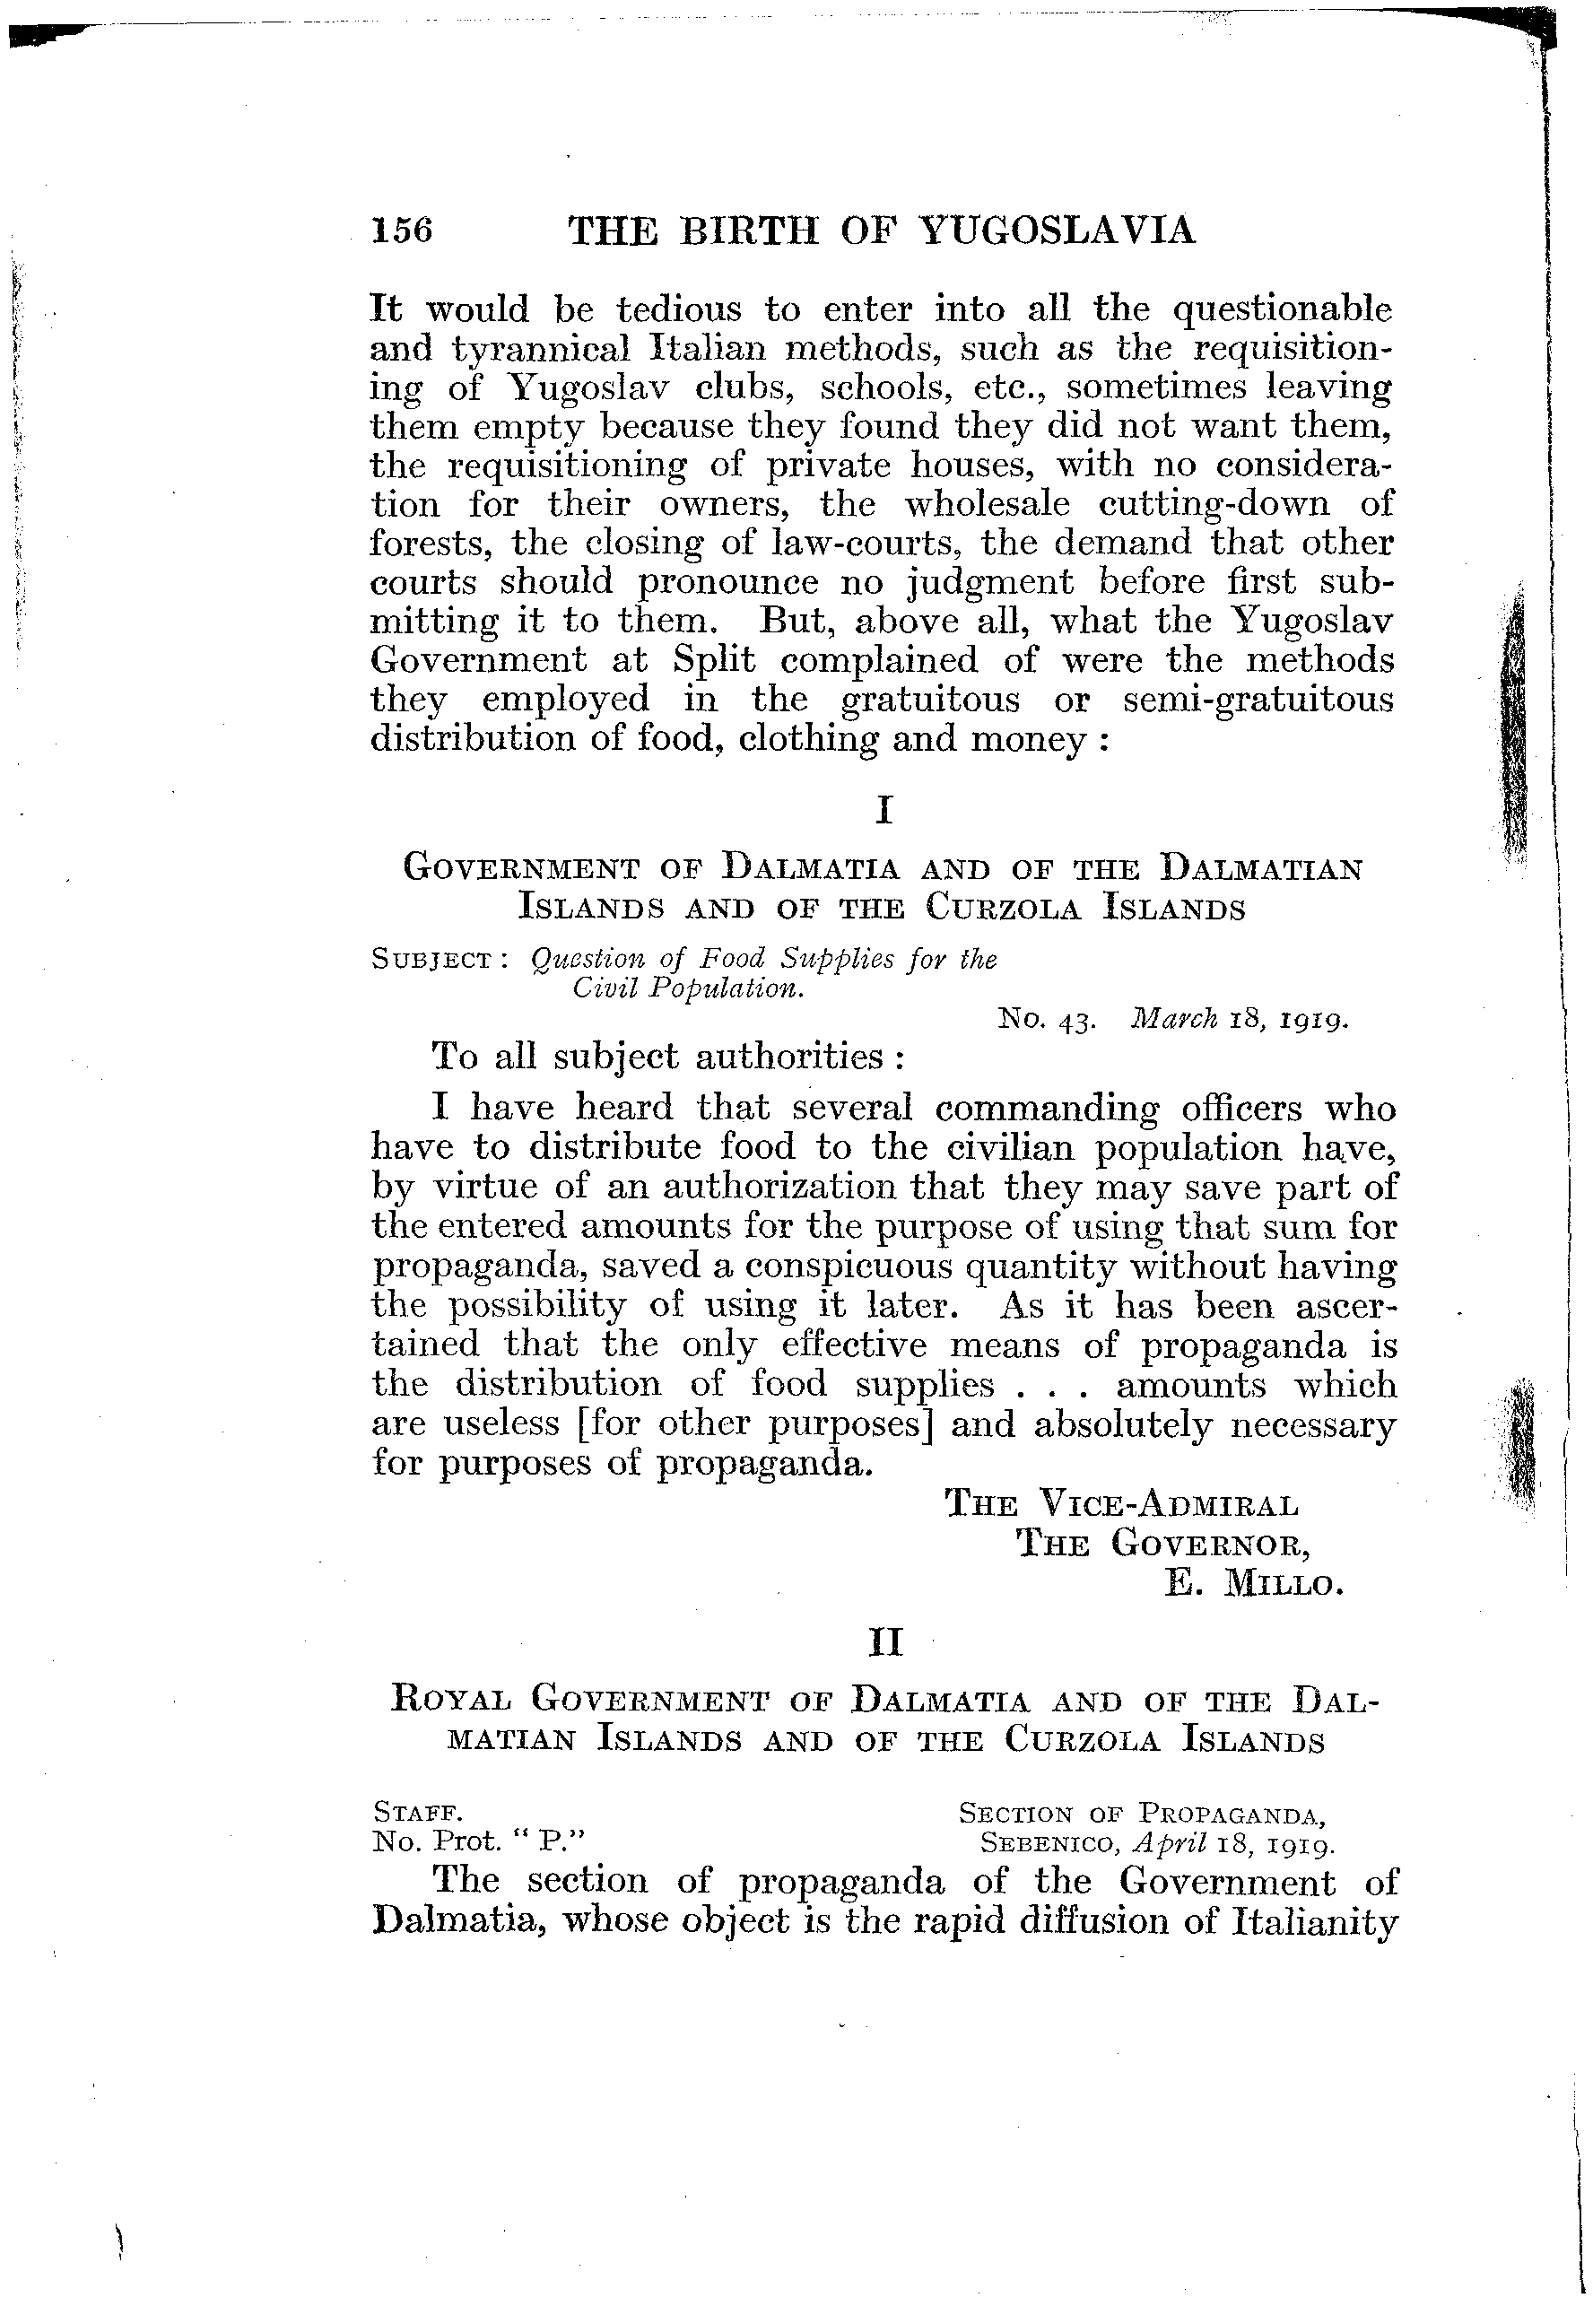 156 THE BIRTH OF YUGOSLAVIA
It would be tedious to enter into all the questionable
and tyrannical Italian methods, such as the requisition-
ing of Yugoslav clubs, schools, etc., sometimes leaving
them empty because they found they did not want them,
the requisitioning of private houses, with no considera-
tion for their owners, the wholesale cutting-down of
forests, the closing of law-courts, the demand that other
courts should pronounce no judgment before first sub-
mitting it to them. But, above all, what the Yugoslav
Government at Split complained of were the methods
they employed in the gratuitous or semi-gratuitous
distribution of food, clothing and money :
I
GOVERNMENT OF DALMATIA AND OF THE DALMATIAN
ISLANDS AND OF THE CURZOLA ISLANDS
SUBJECT : Question of Food Supplies for the
Civil Population.
No. 43. March 18, 1919.
To all subject authorities :
I have heard that several commanding officers who
have to distribute food to the civilian population have,
by virtue of an authorization that they may save part of
the entered amounts for the purpose of using that sum for
propaganda, saved a conspicuous quantity without having
the possibility of using it later. As it has been ascer-
tained that the only effective means of propaganda is
the distribution of food supplies . . . amounts which
are useless [for other purposes] and absolutely necessary
for purposes of propaganda.
THE VICE-ADMIRAL
THE GOVERNOR,
E. MILLO.
II
ROYAL GOVERNMENT OF DALMATIA AND OF THE DAL-
MATIAN ISLANDS AND OF THE CURZOLA ISLANDS
STAFF. SECTION OF PROPAGANDA,
No. Prot. “ P.” SEBENICO, April 18, 1919.
The section of propaganda of the Government of
Dalmatia, whose object is the rapid diffusion of Italianity